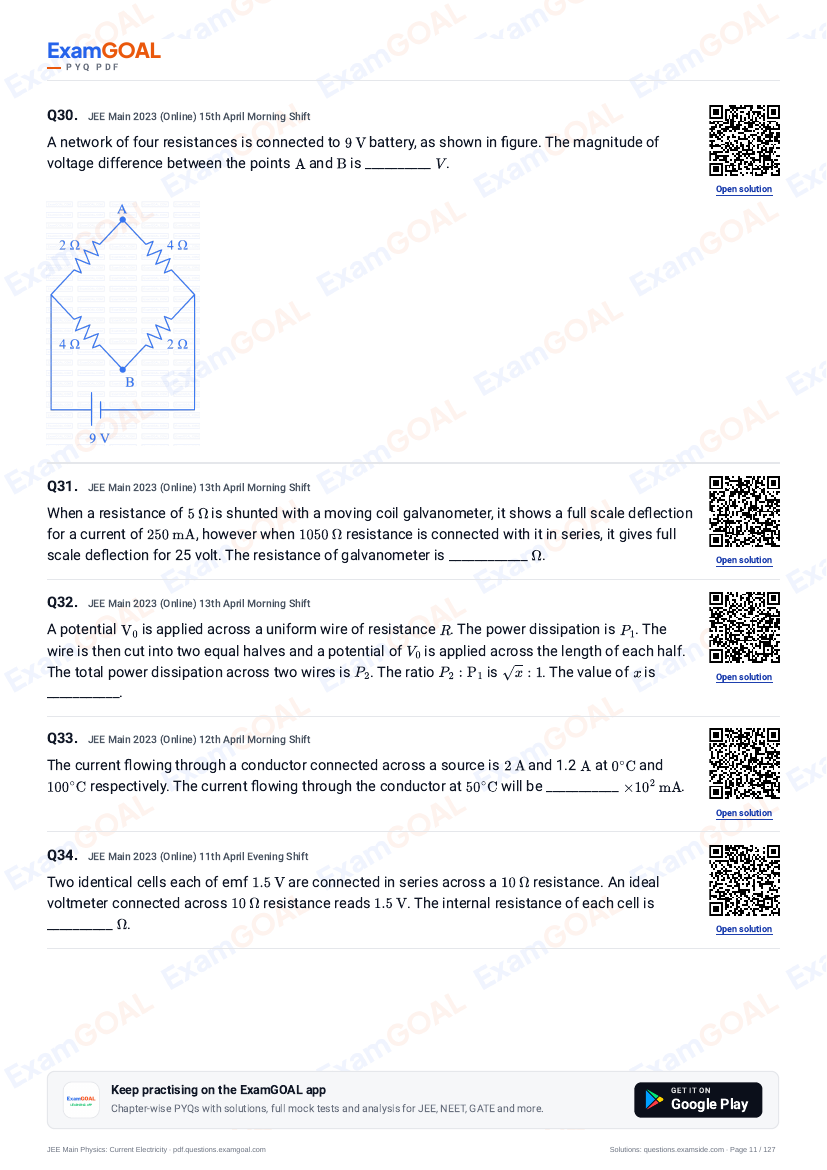 ExamGOAL
PYQ PDF
Q30. JEE Main 2023 (Online) 15th April Morning Shift
A network of four resistances is connected to 9 V battery, as shown in figure. The magnitude of
voltage difference between the points A and B is __________ V.
Open solution
A
2 Ω 4 Ω
4 Ω 2 Ω
B
9 V
Q31. JEE Main 2023 (Online) 13th April Morning Shift
When a resistance of 5 Ω is shunted with a moving coil galvanometer, it shows a full scale deflection
for a current of 250 mA, however when 1050 Ω resistance is connected with it in series, it gives full
scale deflection for 25 volt. The resistance of galvanometer is ____________ Ω.
Open solution
Q32. JEE Main 2023 (Online) 13th April Morning Shift
A potential V₀ is applied across a uniform wire of resistance R. The power dissipation is P₁. The
wire is then cut into two equal halves and a potential of V₀ is applied across the length of each half.
The total power dissipation across two wires is P₂. The ratio P₂ : P₁ is √x : 1. The value of x is
___________.
Open solution
Q33. JEE Main 2023 (Online) 12th April Morning Shift
The current flowing through a conductor connected across a source is 2 A and 1.2 A at 0°C and
100°C respectively. The current flowing through the conductor at 50°C will be ___________ ×10² mA.
Open solution
Q34. JEE Main 2023 (Online) 11th April Evening Shift
Two identical cells each of emf 1.5 V are connected in series across a 10 Ω resistance. An ideal
voltmeter connected across 10 Ω resistance reads 1.5 V. The internal resistance of each cell is
__________ Ω.
Open solution
ExamGOAL
Keep practising on the ExamGOAL app
Chapter-wise PYQs with solutions, full mock tests and analysis for JEE, NEET, GATE and more.
GET IT ON
Google Play
JEE Main Physics: Current Electricity · pdf.questions.examgoal.com
Solutions: questions.examside.com · Page 11 / 127